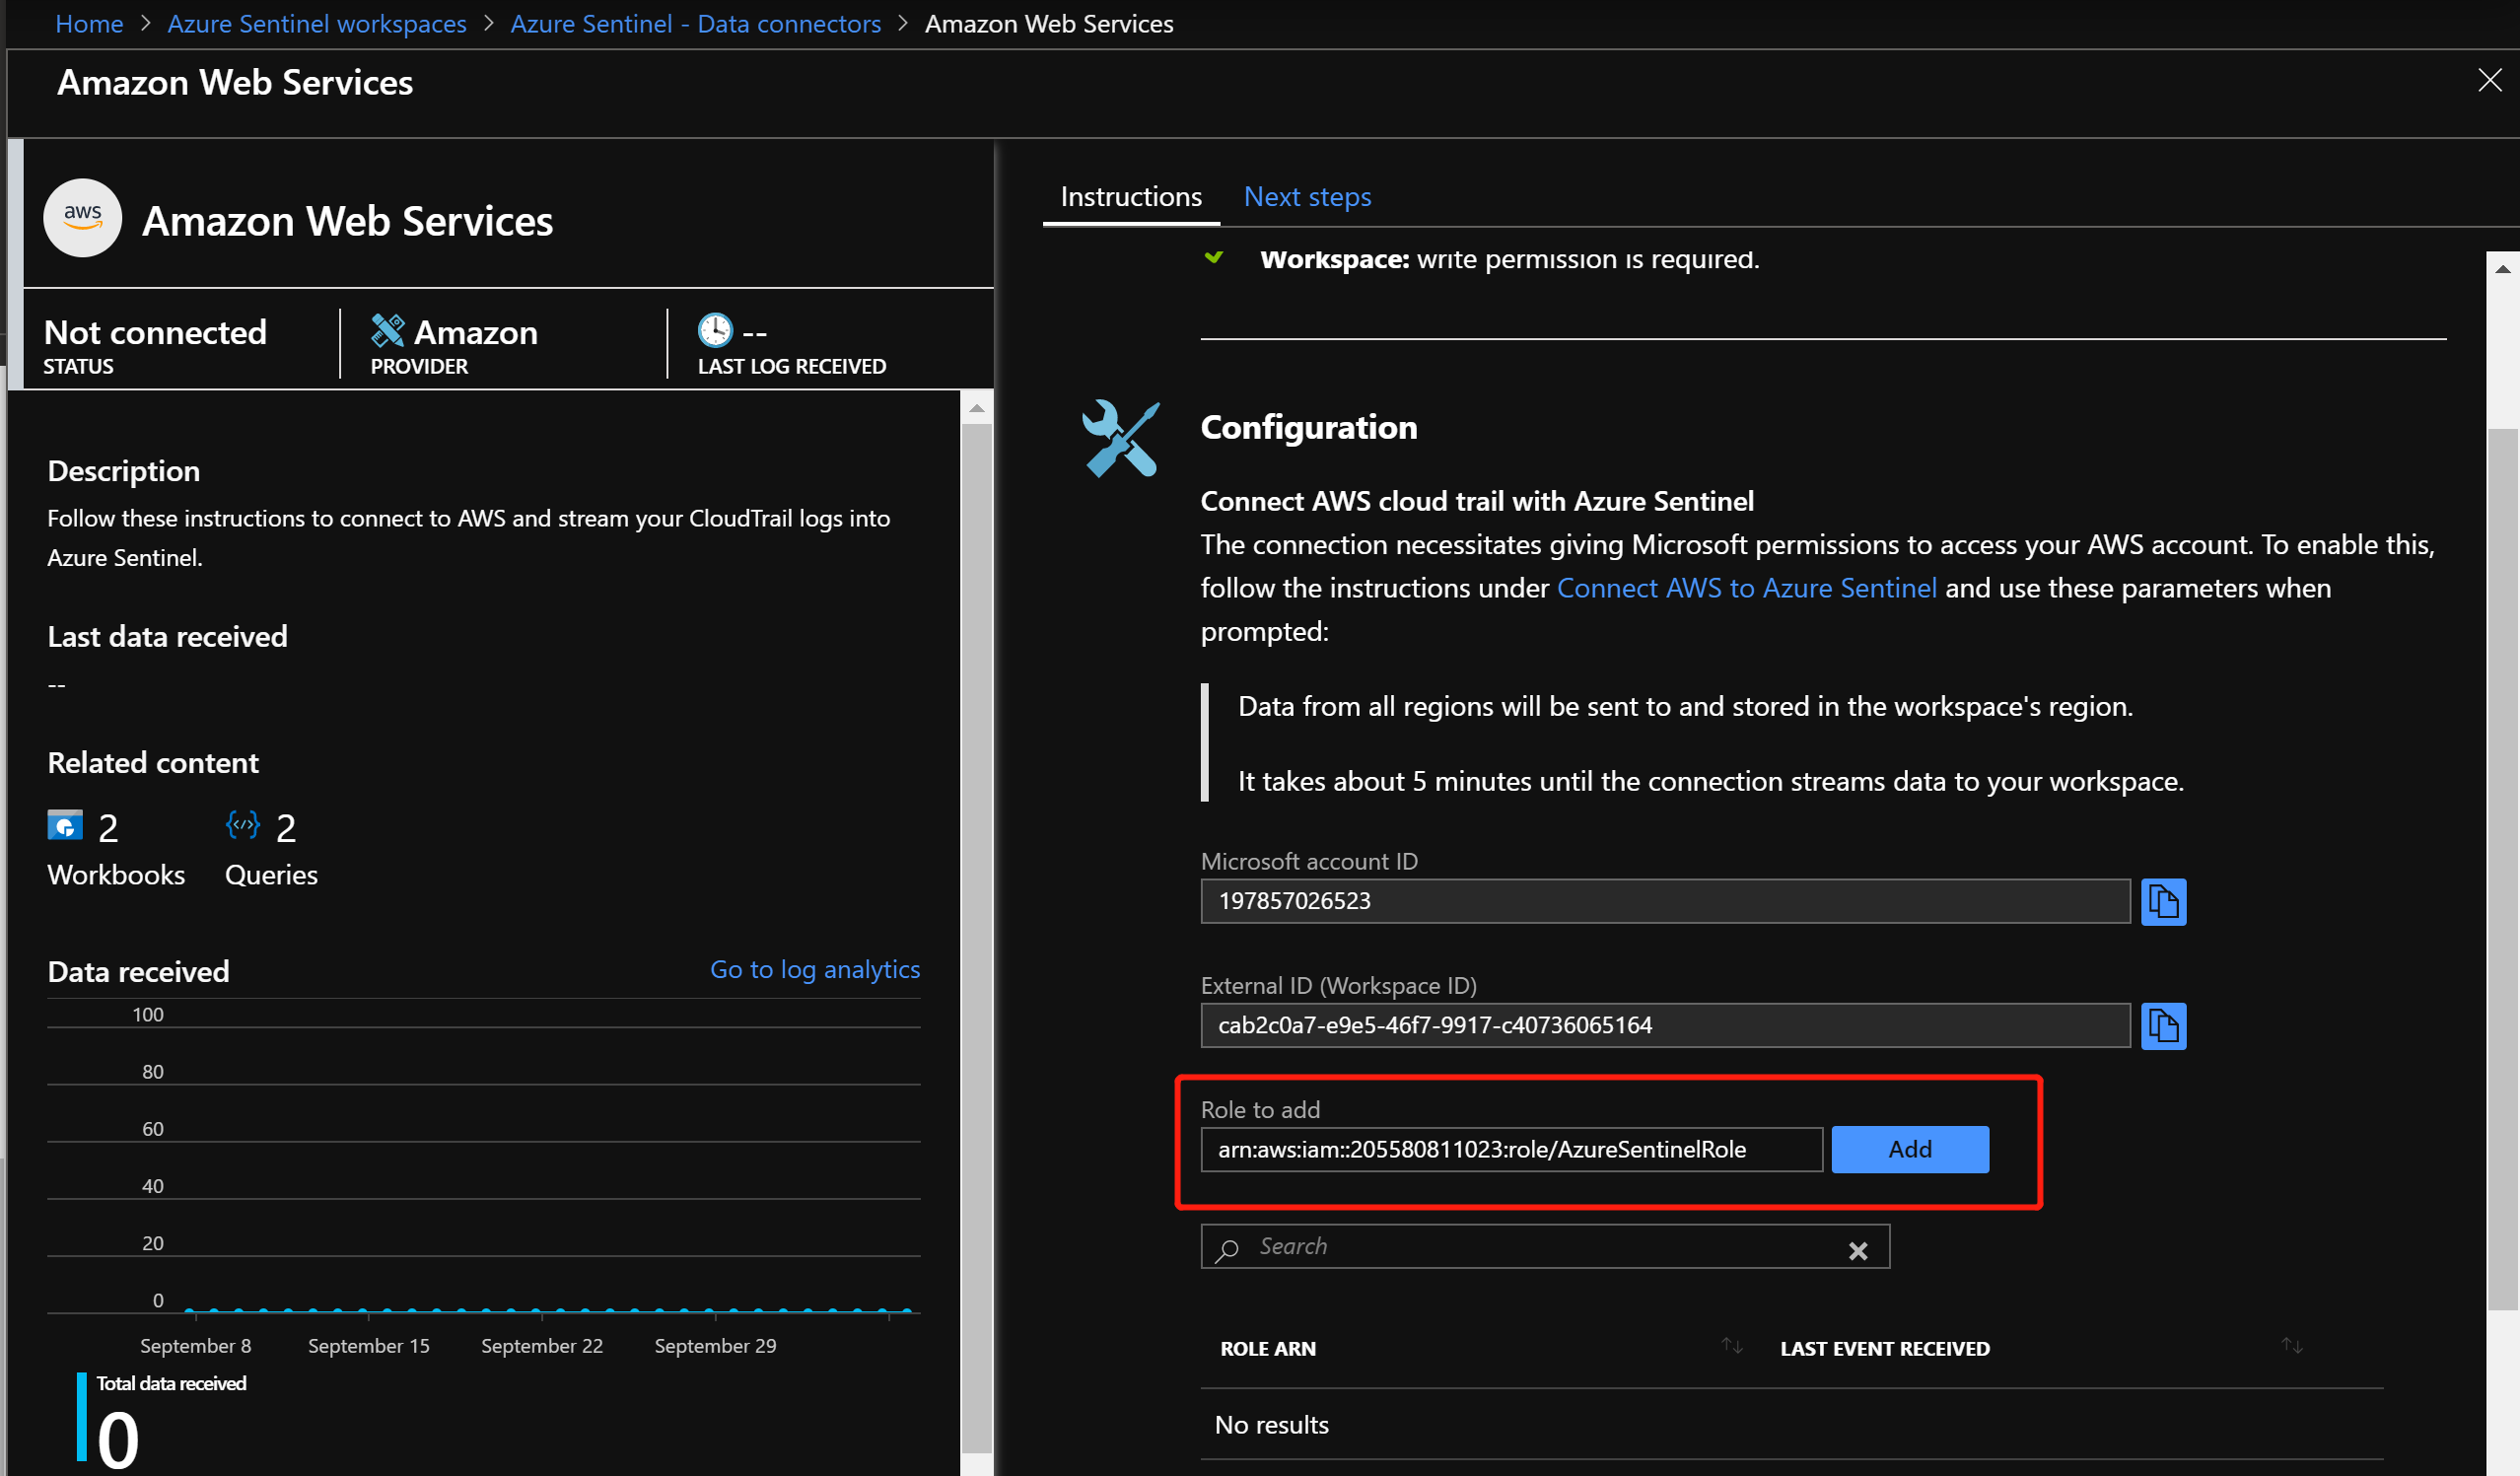 Home > Azure Sentinel workspaces > Azure Sentinel - Data connectors > Amazon Web Services
Amazon Web Services
aws
Amazon Web Services
Not connected
STATUS
Amazon
PROVIDER
--
LAST LOG RECEIVED
Description
Follow these instructions to connect to AWS and stream your CloudTrail logs into
Azure Sentinel.
Last data received
--
Related content
2
Workbooks
2
Queries
Data received
Go to log analytics
100
80
60
40
20
0
September 8
September 15
September 22
September 29
Total data received
0
Instructions
Next steps
Workspace: write permission is required.
Configuration
Connect AWS cloud trail with Azure Sentinel
The connection necessitates giving Microsoft permissions to access your AWS account. To enable this,
follow the instructions under Connect AWS to Azure Sentinel and use these parameters when
prompted:
Data from all regions will be sent to and stored in the workspace's region.
It takes about 5 minutes until the connection streams data to your workspace.
Microsoft account ID
197857026523
External ID (Workspace ID)
cab2c0a7-e9e5-46f7-9917-c40736065164
Role to add
arn:aws:iam::205580811023:role/AzureSentinelRole
Add
Search
ROLE ARN
LAST EVENT RECEIVED
No results